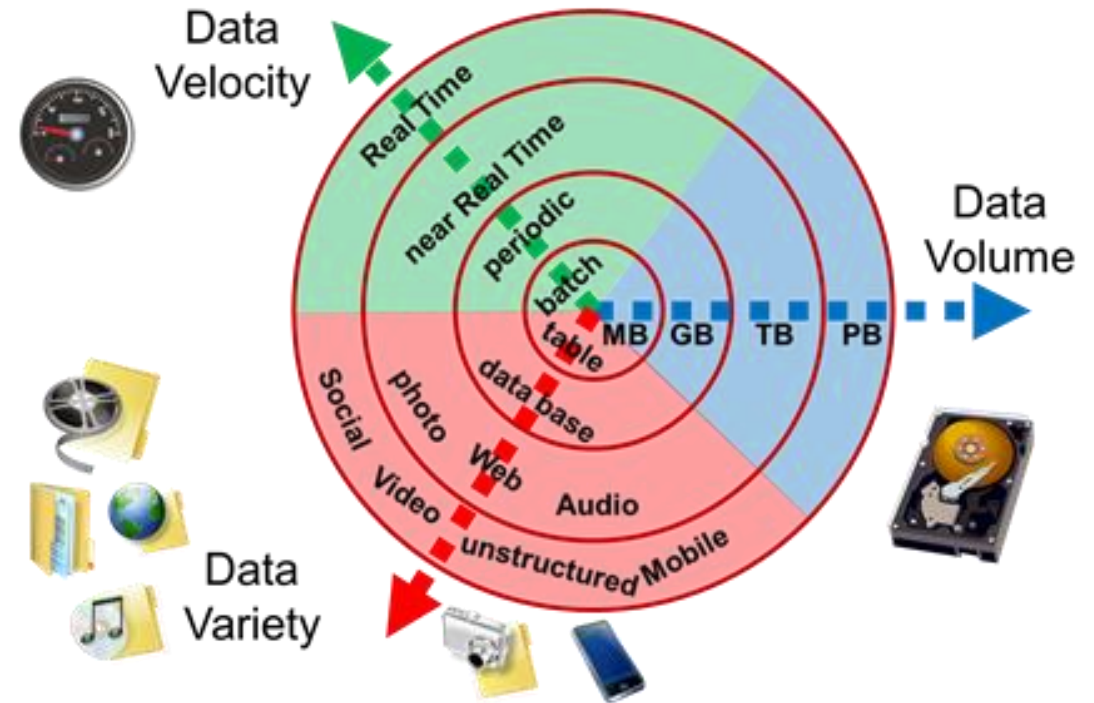 Data
Velocity
Real Time
near Real Time
periodic
batch
Data
Volume
MB GB TB PB
table
data base
photo
Web
Audio
Social
Video
unstructured
Mobile
Data
Variety